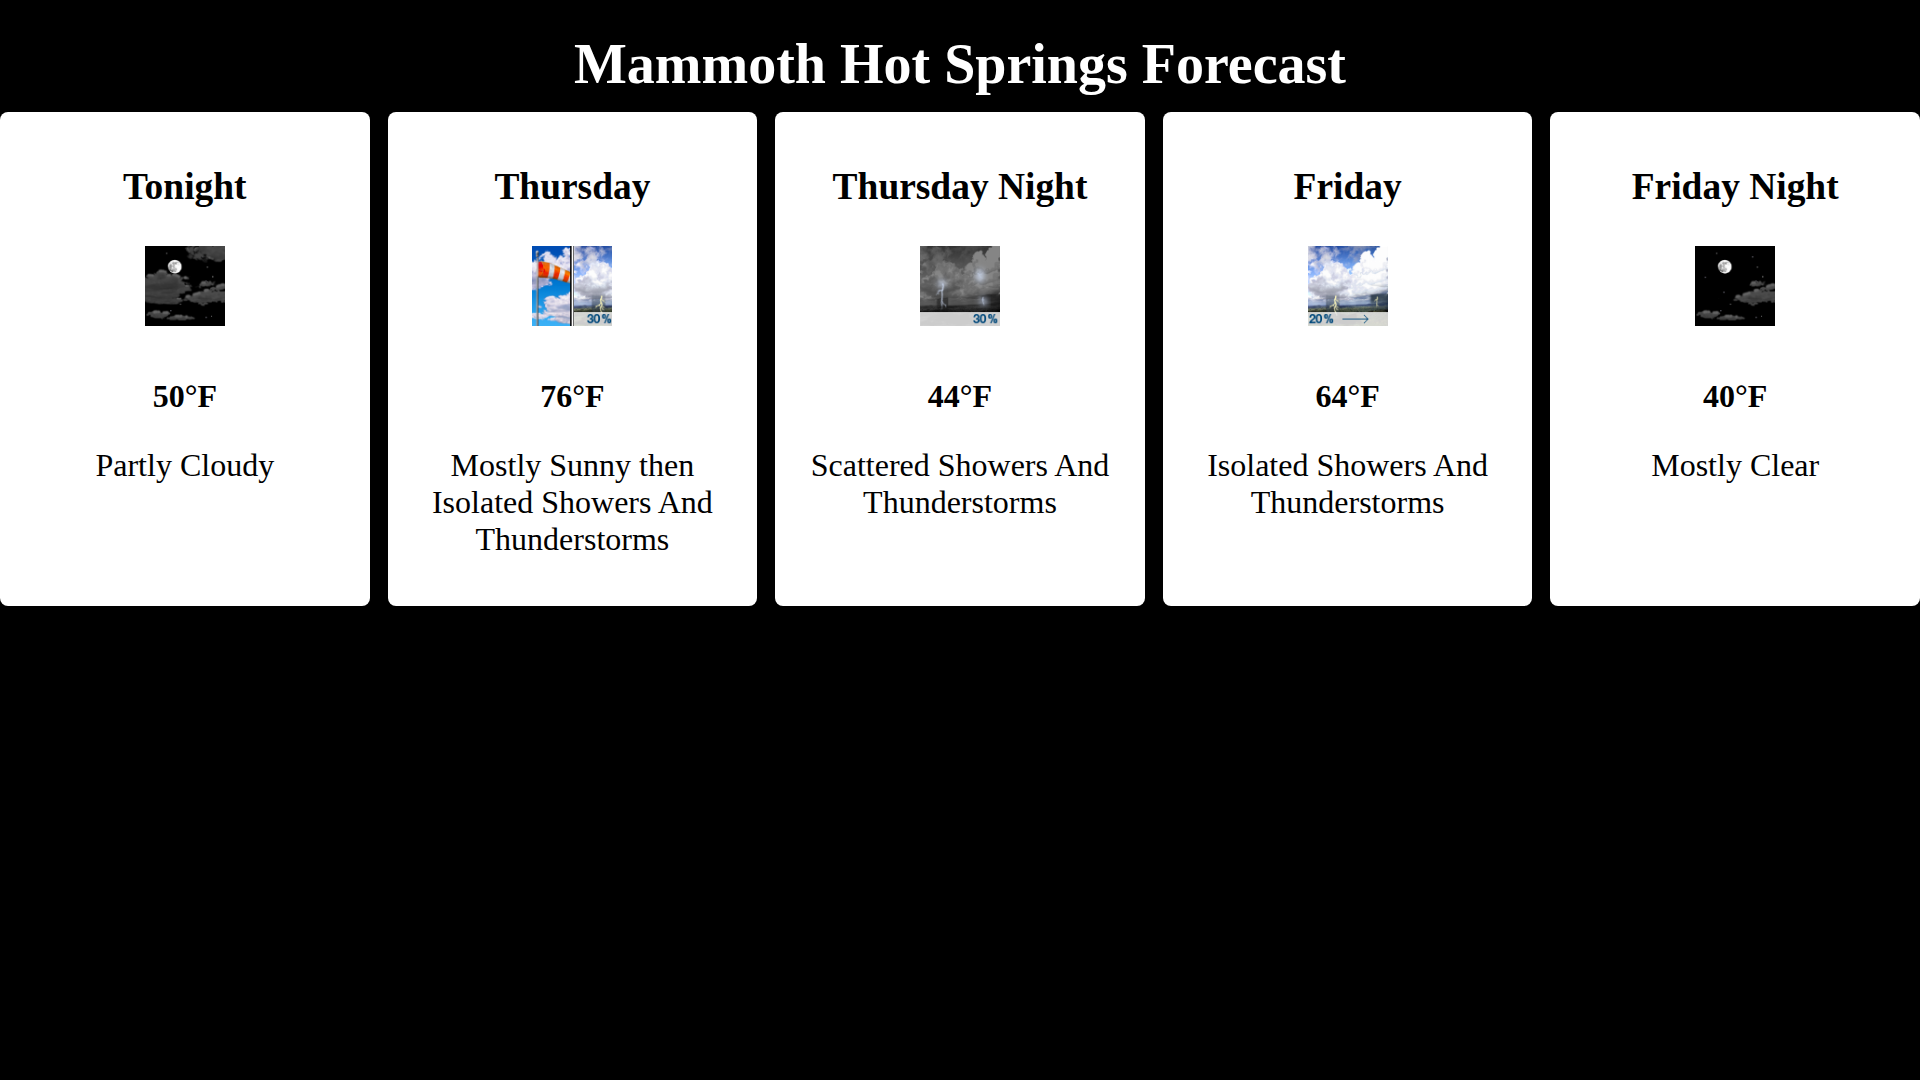 Mammoth Hot Springs Forecast
Tonight
50°F
Partly Cloudy
Thursday
30%
76°F
Mostly Sunny then
Isolated Showers And
Thunderstorms
Thursday Night
30%
44°F
Scattered Showers And
Thunderstorms
Friday
20%
64°F
Isolated Showers And
Thunderstorms
Friday Night
40°F
Mostly Clear